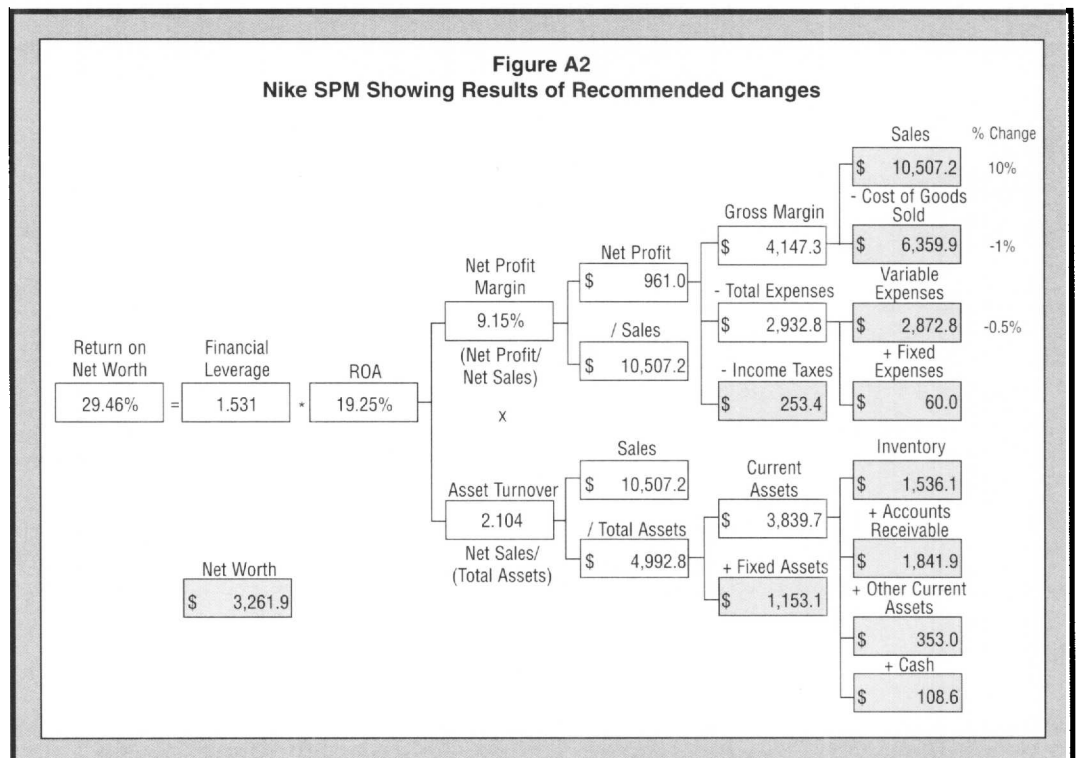 Figure A2
Nike SPM Showing Results of Recommended Changes
Sales
% Change
$ 10,507.2
10%
- Cost of Goods
Sold
Gross Margin
$ 4,147.3
$ 6,359.9
-1%
Net Profit
$ 961.0
Variable
Expenses
Net Profit
Margin
- Total Expenses
9.15%
$ 2,932.8
$ 2,872.8
-0.5%
/ Sales
+ Fixed
Expenses
Return on
Net Worth
Financial
Leverage
ROA
(Net Profit/
Net Sales)
$ 10,507.2
- Income Taxes
29.46%
=
1.531
*
19.25%
$ 253.4
$ 60.0
x
Sales
Inventory
Asset Turnover
$ 10,507.2
Current
Assets
$ 1,536.1
2.104
/ Total Assets
$ 3,839.7
+ Accounts
Receivable
Net Sales/
(Total Assets)
$ 4,992.8
+ Fixed Assets
$ 1,841.9
Net Worth
$ 3,261.9
$ 1,153.1
+ Other Current
Assets
$ 353.0
+ Cash
$ 108.6